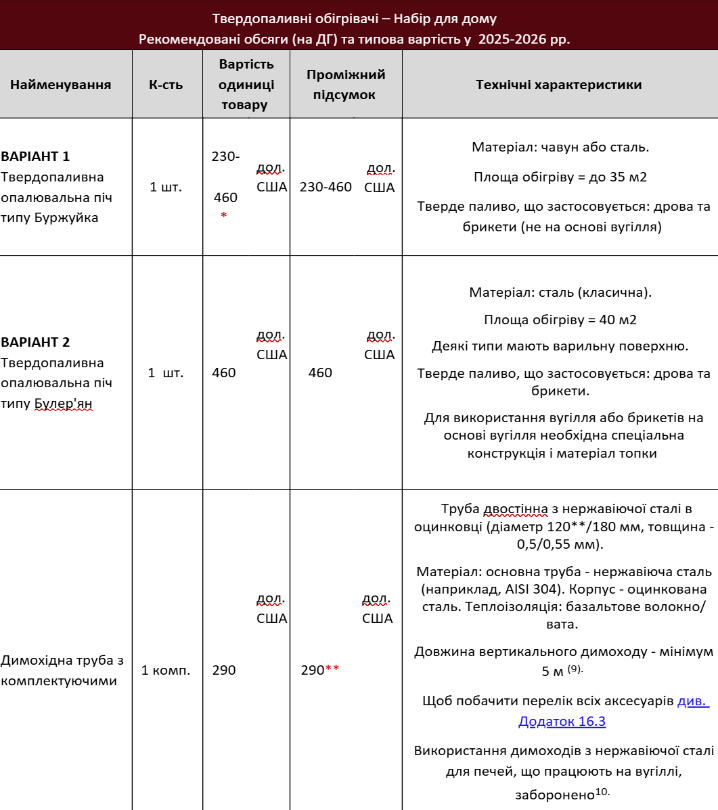 Твердопаливні обігрівачі – Набір для дому
Рекомендовані обсяги (на ДГ) та типова вартість у 2025-2026 рр.
Найменування
К-сть
Вартість
одиниці
товару
Проміжний
підсумок
Технічні характеристики
ВАРІАНТ 1
Твердопаливна
опалювальна піч
типу Буржуйка
1 шт.
230-
460
*
дол.
США
230-460
дол.
США
Матеріал: чавун або сталь.
Площа обігріву = до 35 м2
Тверде паливо, що застосовується: дрова та
брикети (не на основі вугілля)
ВАРІАНТ 2
Твердопаливна
опалювальна піч
типу Булер'ян
1 шт.
460
дол.
США
460
дол.
США
Матеріал: сталь (класична).
Площа обігріву = 40 м2
Деякі типи мають варильну поверхню.
Тверде паливо, що застосовується: дрова та
брикети.
Для використання вугілля або брикетів на
основі вугілля необхідна спеціальна
конструкція і матеріал топки
Димохідна труба з
комплектуючими
1 комп.
290
дол.
США
290**
дол.
США
Труба двостінна з нержавіючої сталі в
оцинковці (діаметр 120**/180 мм, товщина -
0,5/0,55 мм).
Матеріал: основна труба - нержавіюча сталь
(наприклад, AISI 304). Корпус - оцинкована
сталь. Теплоізоляція: базальтове волокно/
вата.
Довжина вертикального димоходу - мінімум
5 м (9).
Щоб побачити перелік всіх аксесуарів див.
Додаток 16.3
Використання димоходів з нержавіючої сталі
для печей, що працюють на вугіллі,
заборонено10.